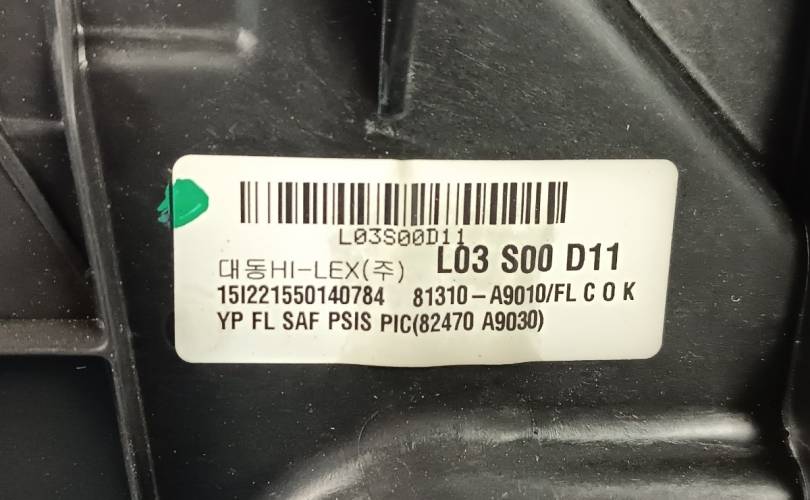 L03S00D11
대동HI-LEX(주) L03 S00 D11
15I221550140784 81310-A9010/FL C O K
YP FL SAF PSIS PIC(82470 A9030)